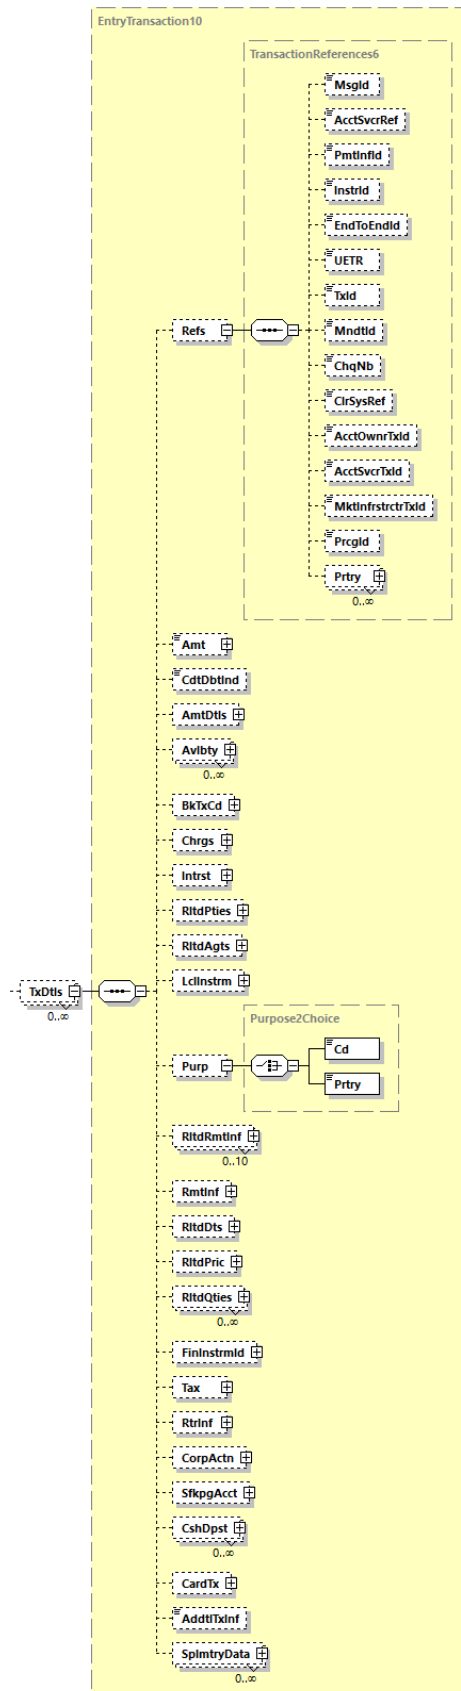 EntryTransaction10
TransactionReferences6
MsgId
AcctSvcrRef
PmtInfId
InstrId
EndToEndId
UETR
TxId
Refs
MndtId
ChqNb
ClrSysRef
AcctOwnrTxId
AcctSvcrTxId
MktInfrstrctrTxId
PrcgId
Prtry
0..∞
Amt
CdtDbtInd
AmtDtls
Avlbty
0..∞
BkTxCd
Chrgs
Intrst
RltdPties
RltdAgts
LclInstrm
TxDtls
0..∞
Purpose2Choice
Cd
Purp
Prtry
RltdRmtInf
0..10
RmtInf
RltdDts
RltdPric
RltdQties
0..∞
FinInstrmId
Tax
RtrInf
CorpActn
SfkpgAcct
CshDpst
0..∞
CardTx
AddtlTxInf
SplmtryData
0..∞